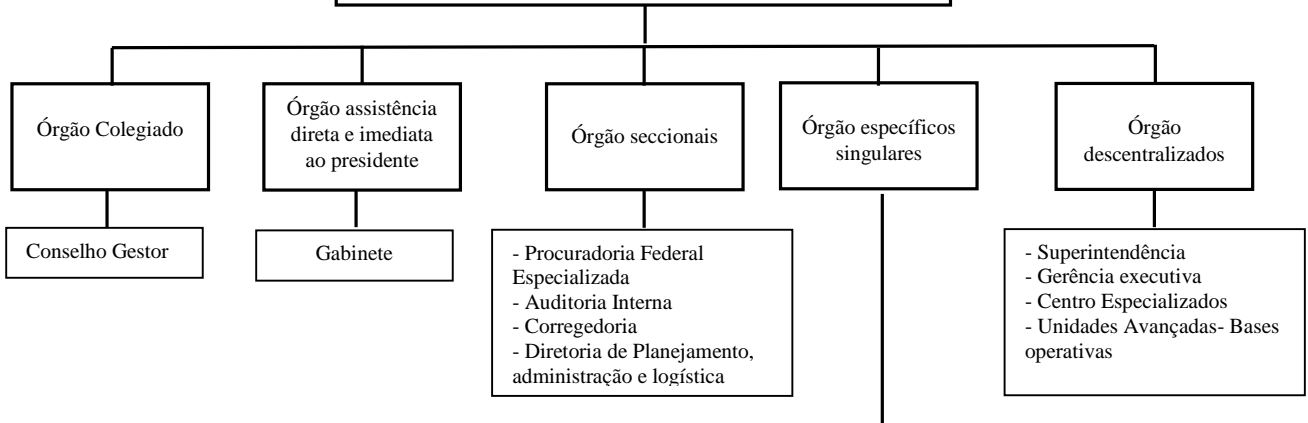 Órgão Colegiado
Órgão assistência
direta e imediata
ao presidente
Órgão seccionais
Órgão específicos
singulares
Órgão
descentralizados
Conselho Gestor
Gabinete
- Procuradoria Federal
Especializada
- Auditoria Interna
- Corregedoria
- Diretoria de Planejamento,
administração e logística
- Superintendência
- Gerência executiva
- Centro Especializados
- Unidades Avançadas- Bases
operativas